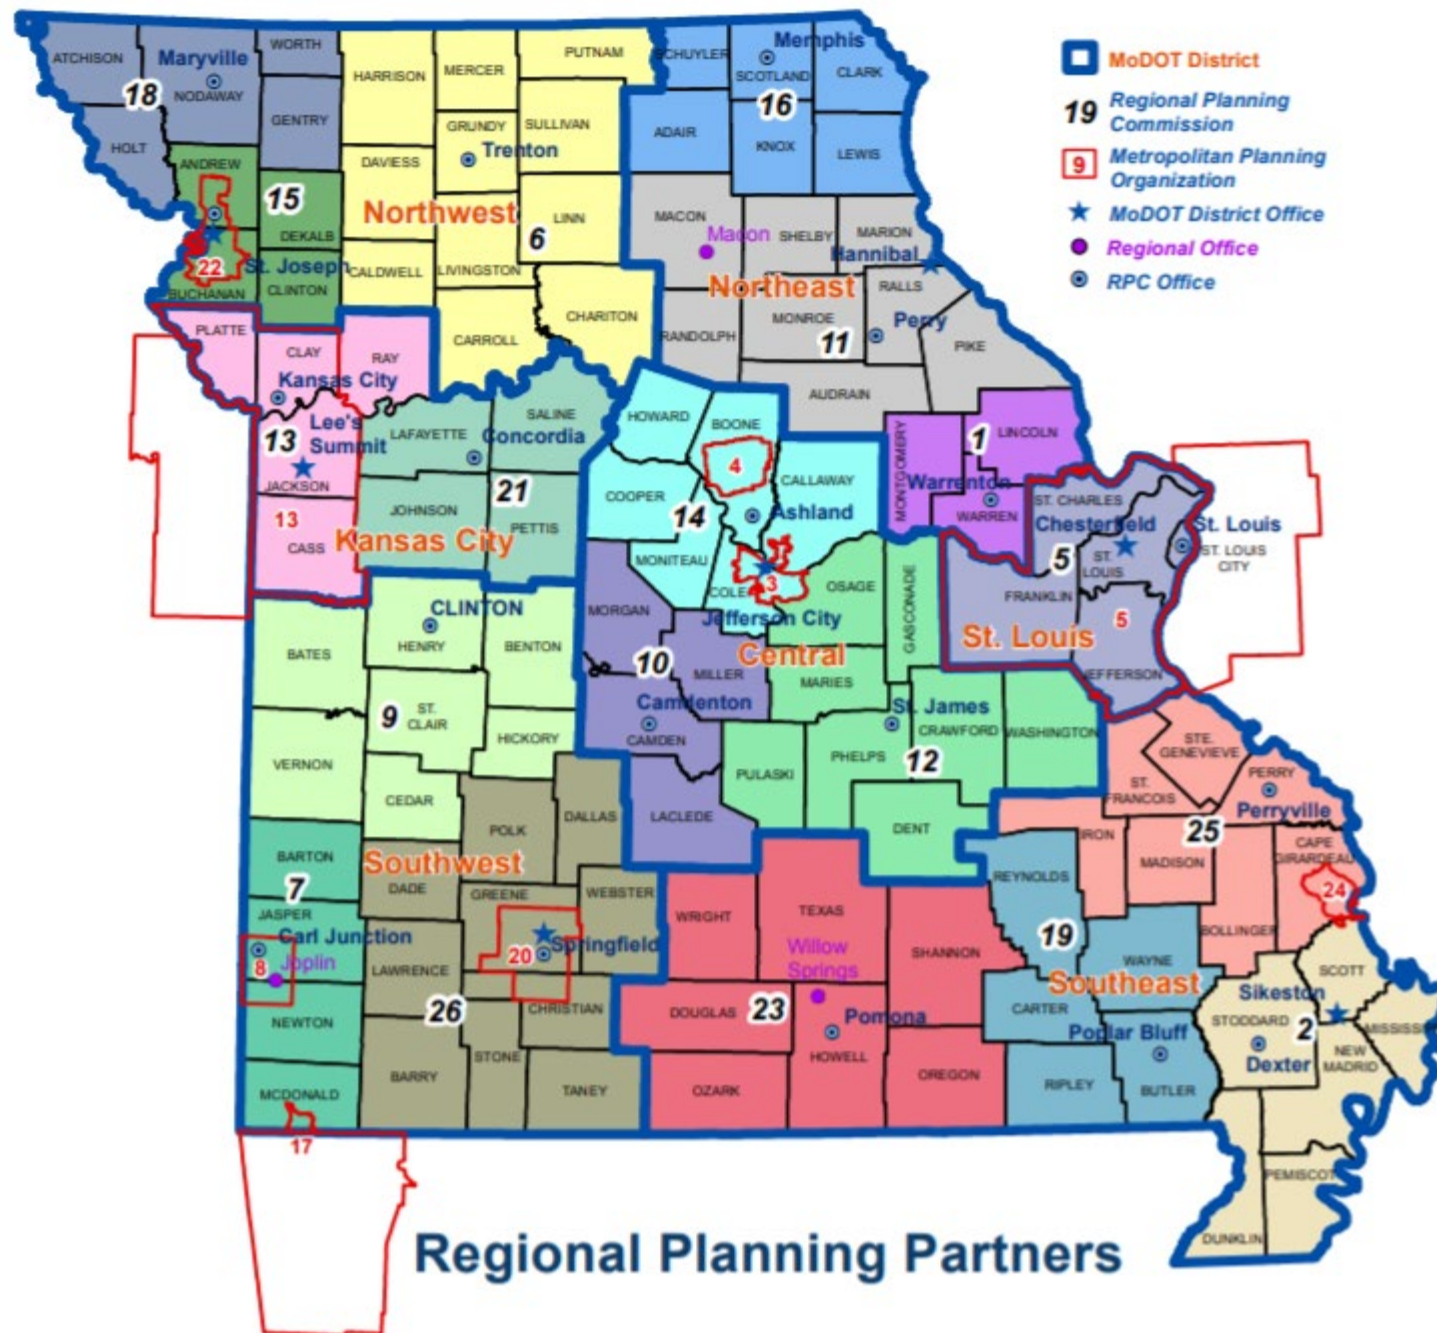 MoDOT District
19 Regional Planning
Commission
9 Metropolitan Planning
Organization
MoDOT District Office
Regional Office
RPC Office
ATCHISON
Maryville
NODAWAY
WORTH
18
HOLT
GENTRY
HARRISON
MERCER
PUTNAM
GRUNDY
SULLIVAN
Trenton
DAVIESS
Northwest
6
LINN
CALDWELL
LIVINGSTON
CARROLL
CHARITON
ANDREW
15
DEKALB
22
St. Joseph
BUCHANAN
CLINTON
SCHUYLER
Memphis
SCOTLAND
CLARK
16
ADAIR
KNOX
LEWIS
MACON
Macon
SHELBY
MARION
Hannibal
Northeast
RALLS
RANDOLPH
MONROE
11
Perry
PIKE
AUDRAIN
PLATTE
CLAY
RAY
Kansas City
13
Lee's
Summit
JACKSON
13
CASS
LAFAYETTE
SALINE
Concordia
21
JOHNSON
PETTIS
Kansas City
HOWARD
BOONE
4
COOPER
CALLAWAY
14
Ashland
MONITEAU
3
COLE
Jefferson City
Central
MONTGOMERY
1
LINCOLN
Warrenton
WARREN
ST. CHARLES
Chesterfield
St. Louis
5
ST.
LOUIS
ST. LOUIS
CITY
FRANKLIN
St. Louis
5
JEFFERSON
CLINTON
HENRY
BATES
BENTON
9
ST.
CLAIR
HICKORY
VERNON
CEDAR
MORGAN
10
MILLER
Camdenton
CAMDEN
LACLEDE
OSAGE
GASCONADE
MARIES
St. James
PULASKI
PHELPS
CRAWFORD
WASHINGTON
12
DENT
BARTON
7
JASPER
Carl Junction
8
Joplin
NEWTON
MCDONALD
17
Southwest
POLK
DALLAS
DADE
GREENE
WEBSTER
20
Springfield
LAWRENCE
26
CHRISTIAN
STONE
BARRY
TANEY
WRIGHT
TEXAS
Willow
Springs
SHANNON
DOUGLAS
23
Pomona
HOWELL
OZARK
OREGON
STE.
GENEVIEVE
PERRY
Perryville
ST.
FRANCOIS
25
IRON
MADISON
CAPE
GIRARDEAU
24
BOLLINGER
REYNOLDS
19
WAYNE
Southeast
CARTER
Poplar Bluff
RIPLEY
BUTLER
SCOTT
Sikeston
STODDARD
2
MISSISSIPPI
NEW
MADRID
Dexter
PEMISCOT
DUNKLIN
Regional Planning Partners